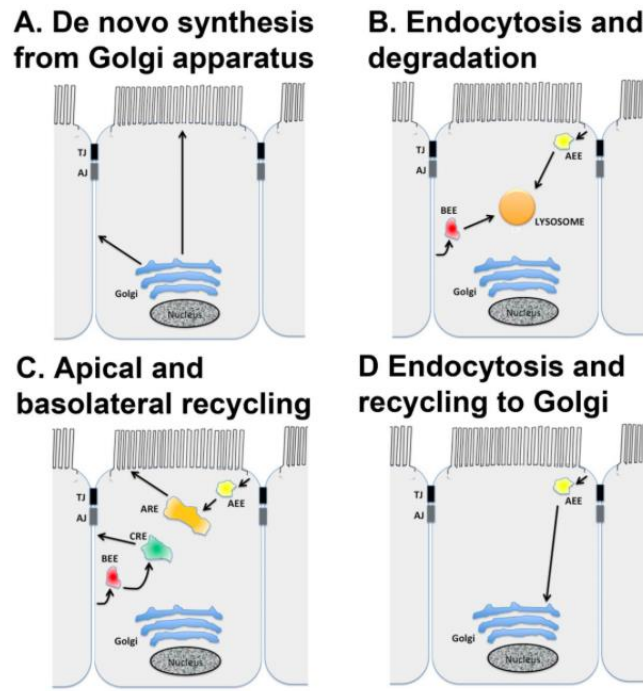 A. De novo synthesis
from Golgi apparatus
TJ
AJ
Golgi
Nucleus
B. Endocytosis and
degradation
TJ
AJ
AEE
BEE
LYSOSOME
Golgi
Nucleus
C. Apical and
basolateral recycling
TJ
AJ
ARE
AEE
CRE
BEE
Golgi
Nucleus
D Endocytosis and
recycling to Golgi
TJ
AJ
AEE
Golgi
Nucleus